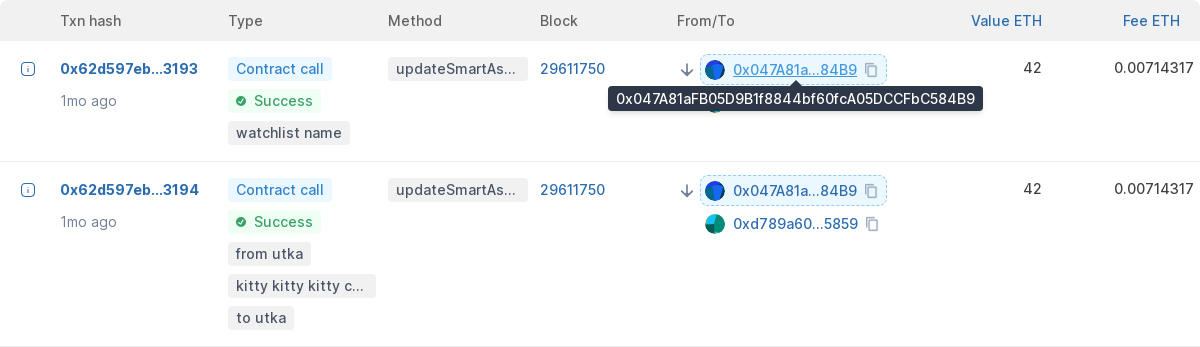 Txn hash Type Method Block From/To Value ETH Fee ETH
0x62d597eb...3193 Contract call updateSmartAs... 29611750 0x047A81a...84B9 42 0.00714317
1mo ago Success 0x047A81aFB05D9B1f8844bf60fcA05DCCFbC584B9
watchlist name
0x62d597eb...3194 Contract call updateSmartAs... 29611750 0x047A81a...84B9 42 0.00714317
1mo ago Success 0xd789a60...5859
from utka
kitty kitty kitty c...
to utka